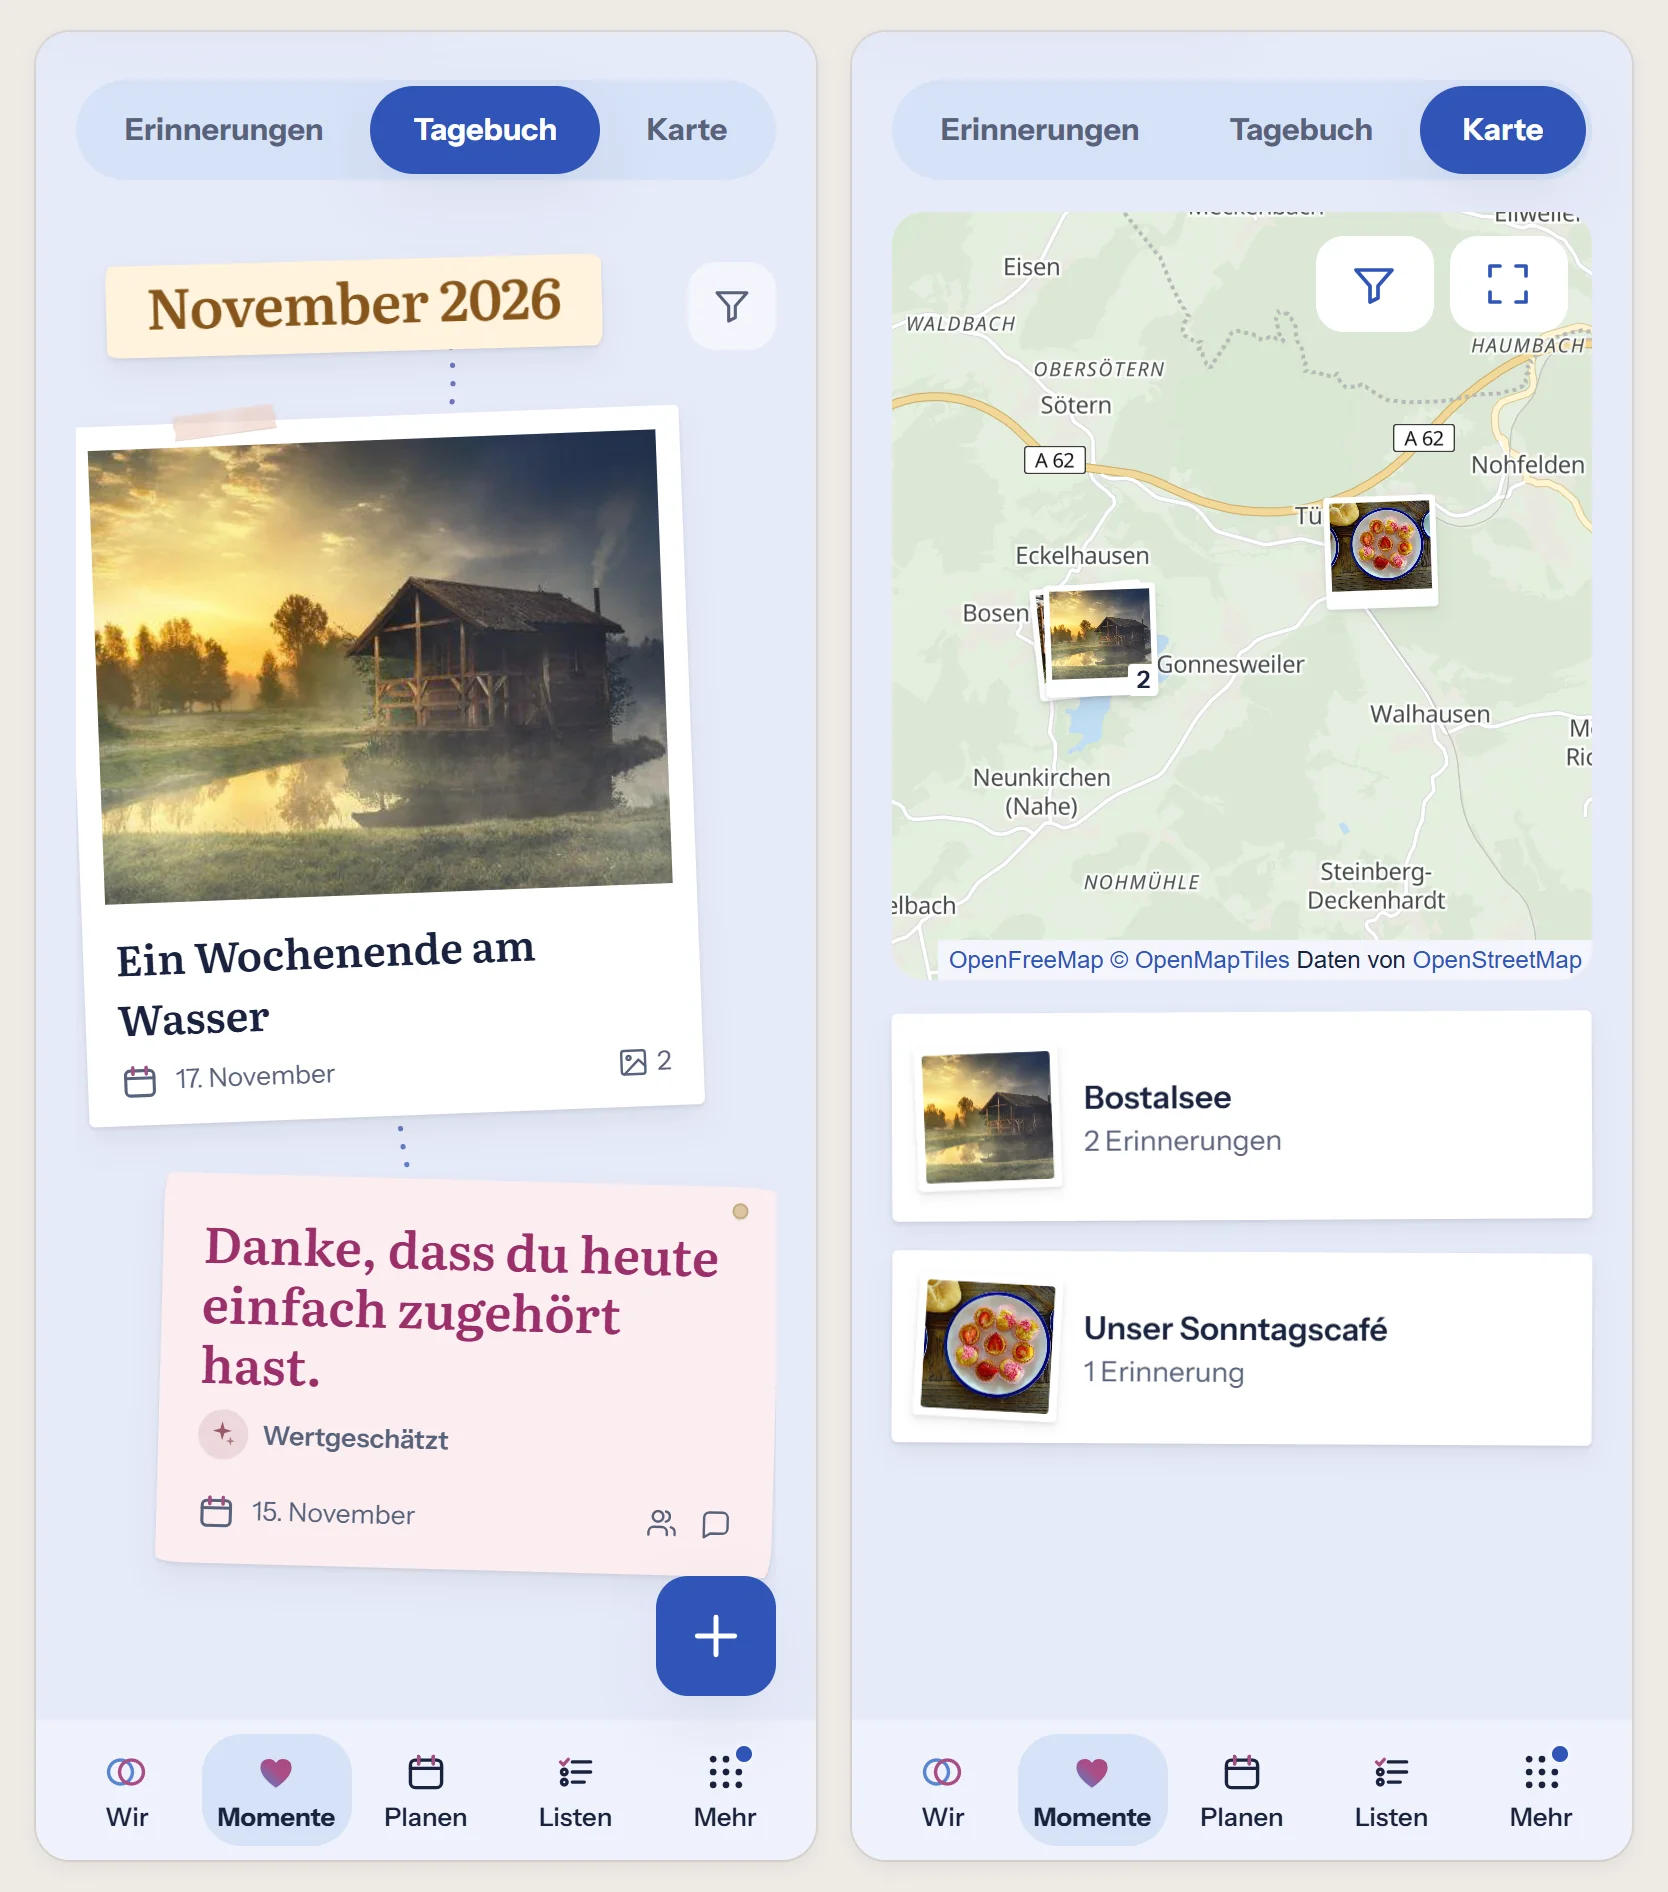 Erinnerungen Tagebuch Karte
November 2026
Ein Wochenende am
Wasser
17. November 2
Danke, dass du heute
einfach zugehört
hast.
Wertgeschätzt
15. November
Wir Momente Planen Listen Mehr
Erinnerungen Tagebuch Karte
Eisen
WALDBACH
HAUMBACH
OBERSÖTERN
Sötern
A 62
A 62
Nohfelden
Eckelhausen
Bosen
2
Gonnesweiler
Walhausen
Neunkirchen
(Nahe)
Steinberg-
Deckenhardt
NOHMÜHLE
elbach
OpenFreeMap © OpenMapTiles Daten von OpenStreetMap
Bostalsee
2 Erinnerungen
Unser Sonntagscafé
1 Erinnerung
Wir Momente Planen Listen Mehr